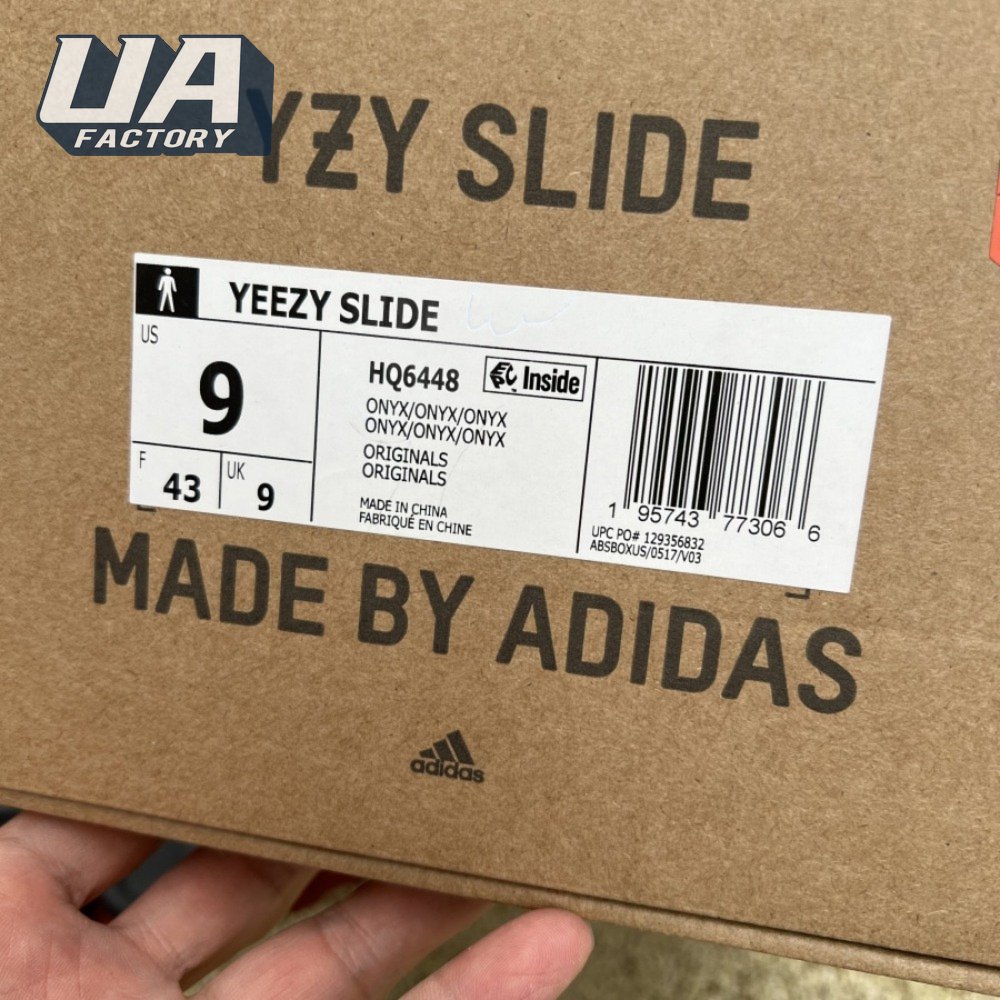 UA
FACTORY
YZY SLIDE
YEEZY SLIDE
US
9
F
43
UK
9
HQ6448
Inside
ONYX/ONYX/ONYX
ONYX/ONYX/ONYX
ORIGINALS
ORIGINALS
MADE IN CHINA
FABRIQUÉ EN CHINE
1 95743 77306 6
UPC PO# 129356832
ABSBOXUS/0517/V03
MADE BY ADIDAS
adidas